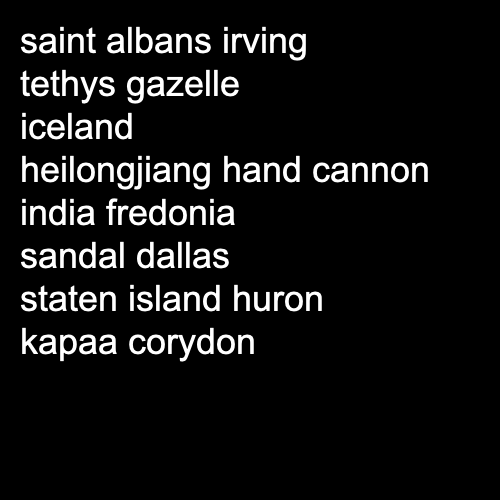 saint albans irving
tethys gazelle
iceland
heilongjiang hand cannon
india fredonia
sandal dallas
staten island huron
kapaa corydon